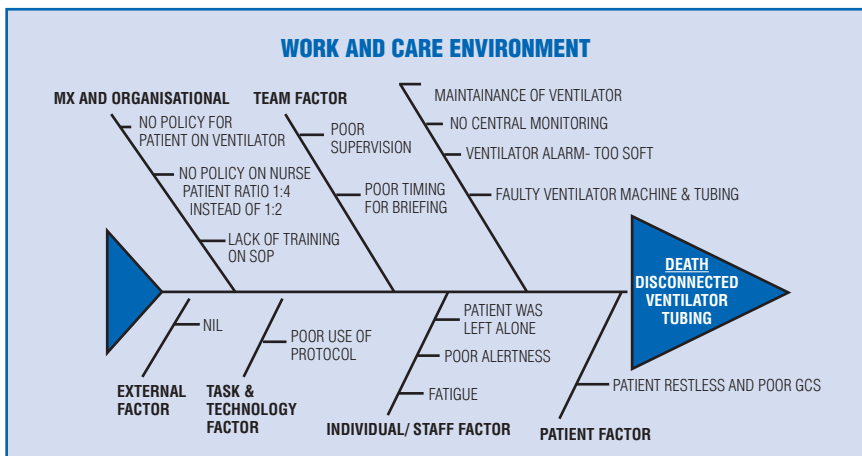 WORK AND CARE ENVIRONMENT
MX AND ORGANISATIONAL
NO POLICY FOR
PATIENT ON VENTILATOR
NO POLICY ON NURSE
PATIENT RATIO 1:4
INSTEAD OF 1:2
LACK OF TRAINING
ON SOP
TEAM FACTOR
POOR
SUPERVISION
POOR TIMING
FOR BRIEFING
MAINTAINANCE OF VENTILATOR
NO CENTRAL MONITORING
VENTILATOR ALARM- TOO SOFT
FAULTY VENTILATOR MACHINE & TUBING
DEATH
DISCONNECTED
VENTILATOR
TUBING
NIL
EXTERNAL
FACTOR
POOR USE OF
PROTOCOL
TASK &
TECHNOLOGY
FACTOR
PATIENT WAS
LEFT ALONE
POOR ALERTNESS
FATIGUE
INDIVIDUAL/ STAFF FACTOR
PATIENT RESTLESS AND POOR GCS
PATIENT FACTOR